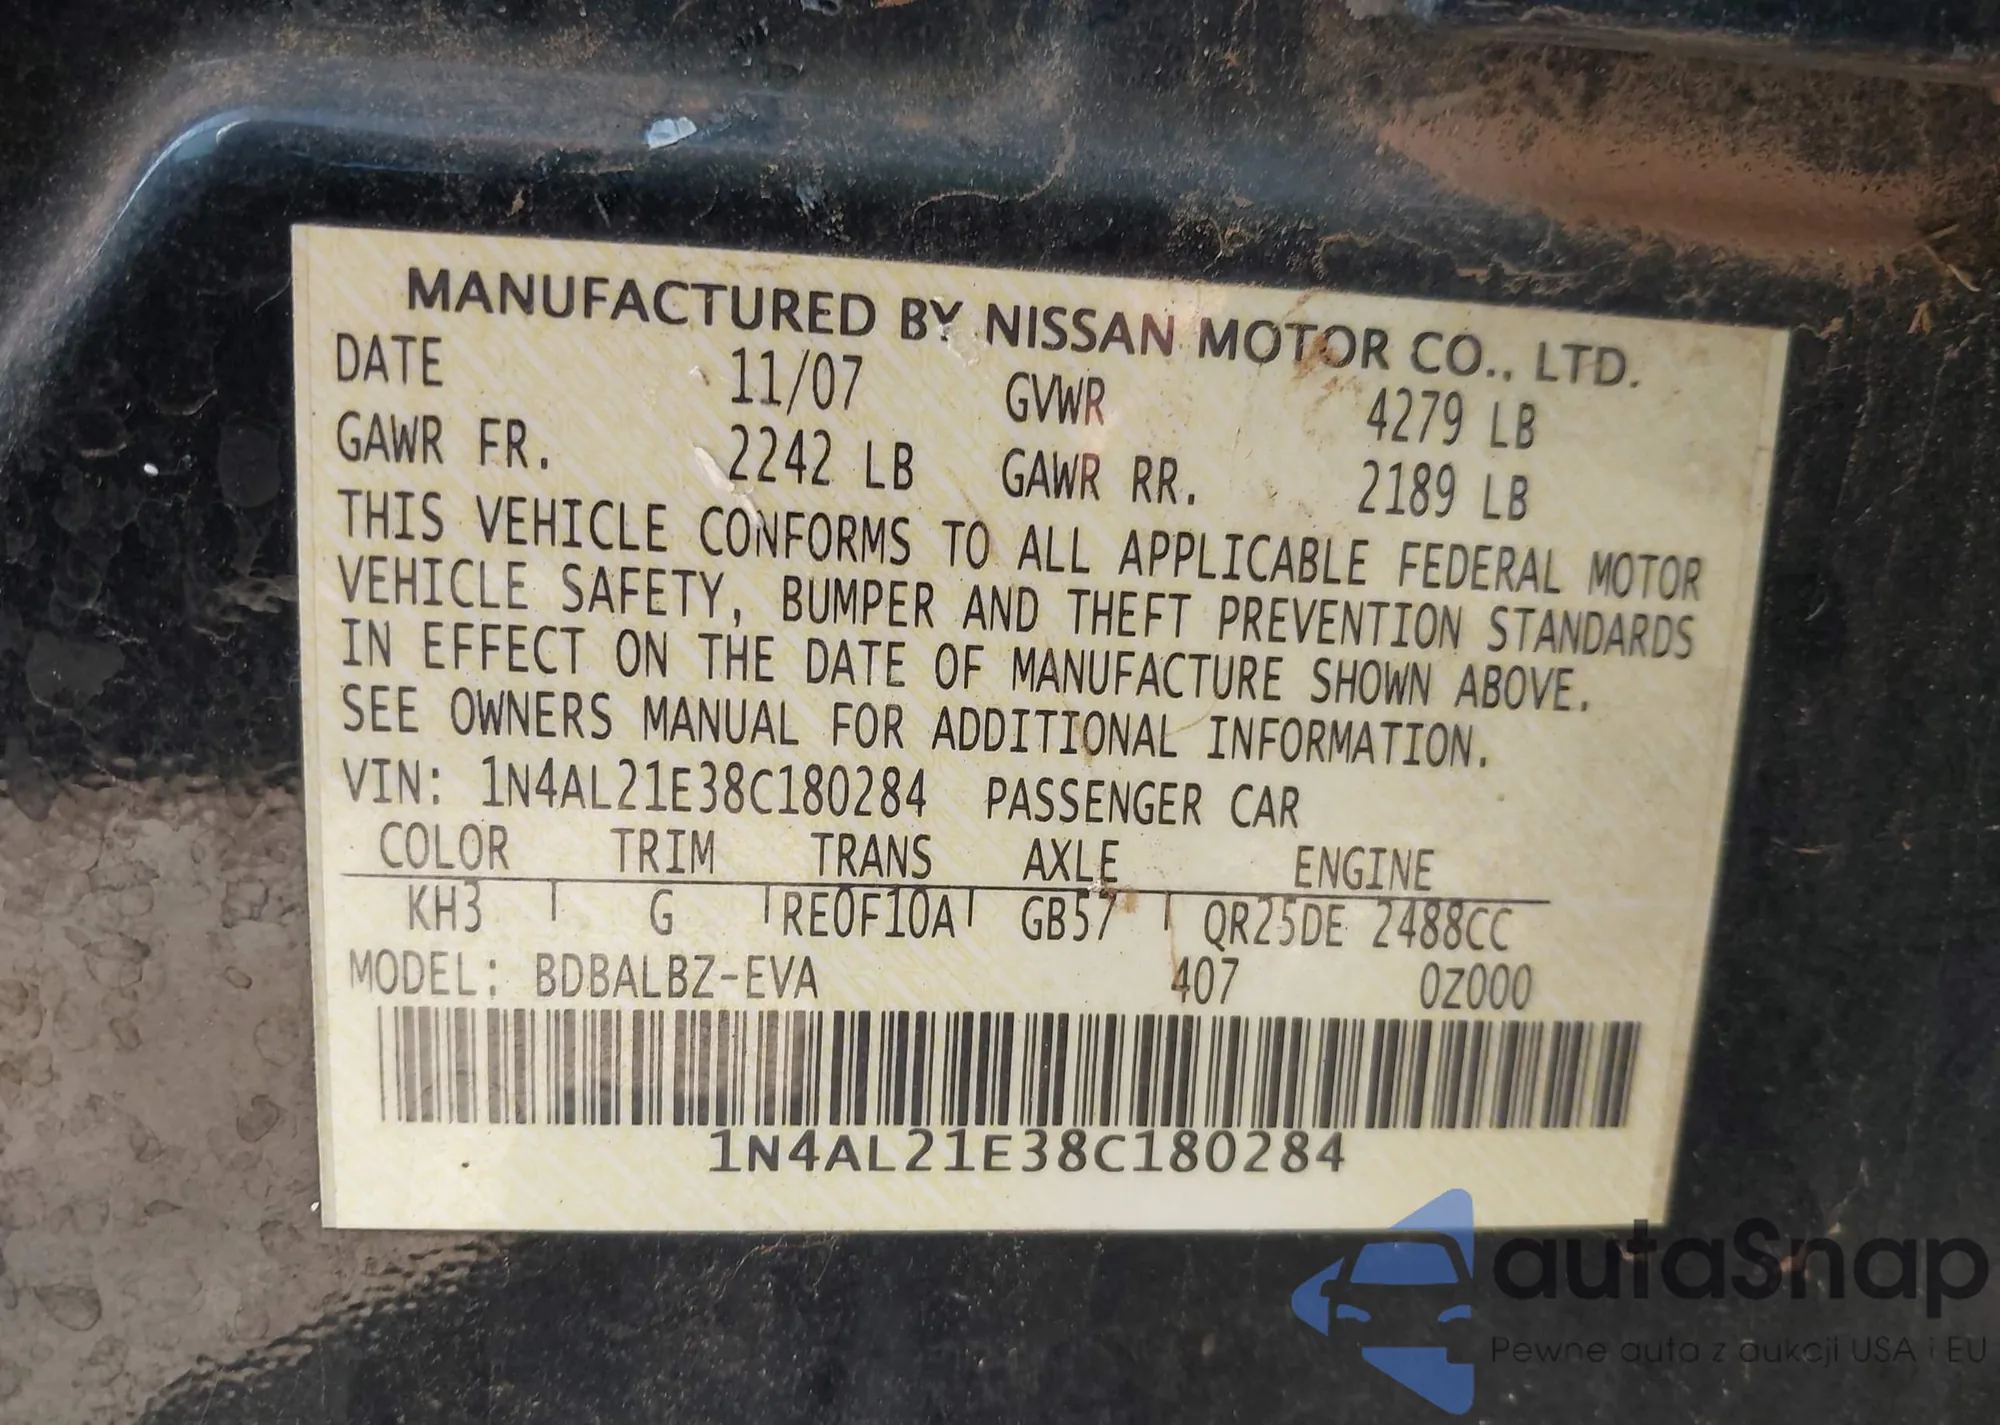 MANUFACTURED BY NISSAN MOTOR CO., LTD.
DATE 11/07 GVWR 4279 LB
GAWR FR. 2242 LB GAWR RR. 2189 LB
THIS VEHICLE CONFORMS TO ALL APPLICABLE FEDERAL MOTOR
VEHICLE SAFETY, BUMPER AND THEFT PREVENTION STANDARDS
IN EFFECT ON THE DATE OF MANUFACTURE SHOWN ABOVE.
SEE OWNERS MANUAL FOR ADDITIONAL INFORMATION.
VIN: 1N4AL21E38C180284 PASSENGER CAR
COLOR TRIM TRANS AXLE ENGINE
KH3 G RE0F10A GB57 QR25DE 2488CC
MODEL: BDBALBZ-EVA 407 0Z000
1N4AL21E38C180284
autaSnap
Pewne auta z aukcji USA i EU